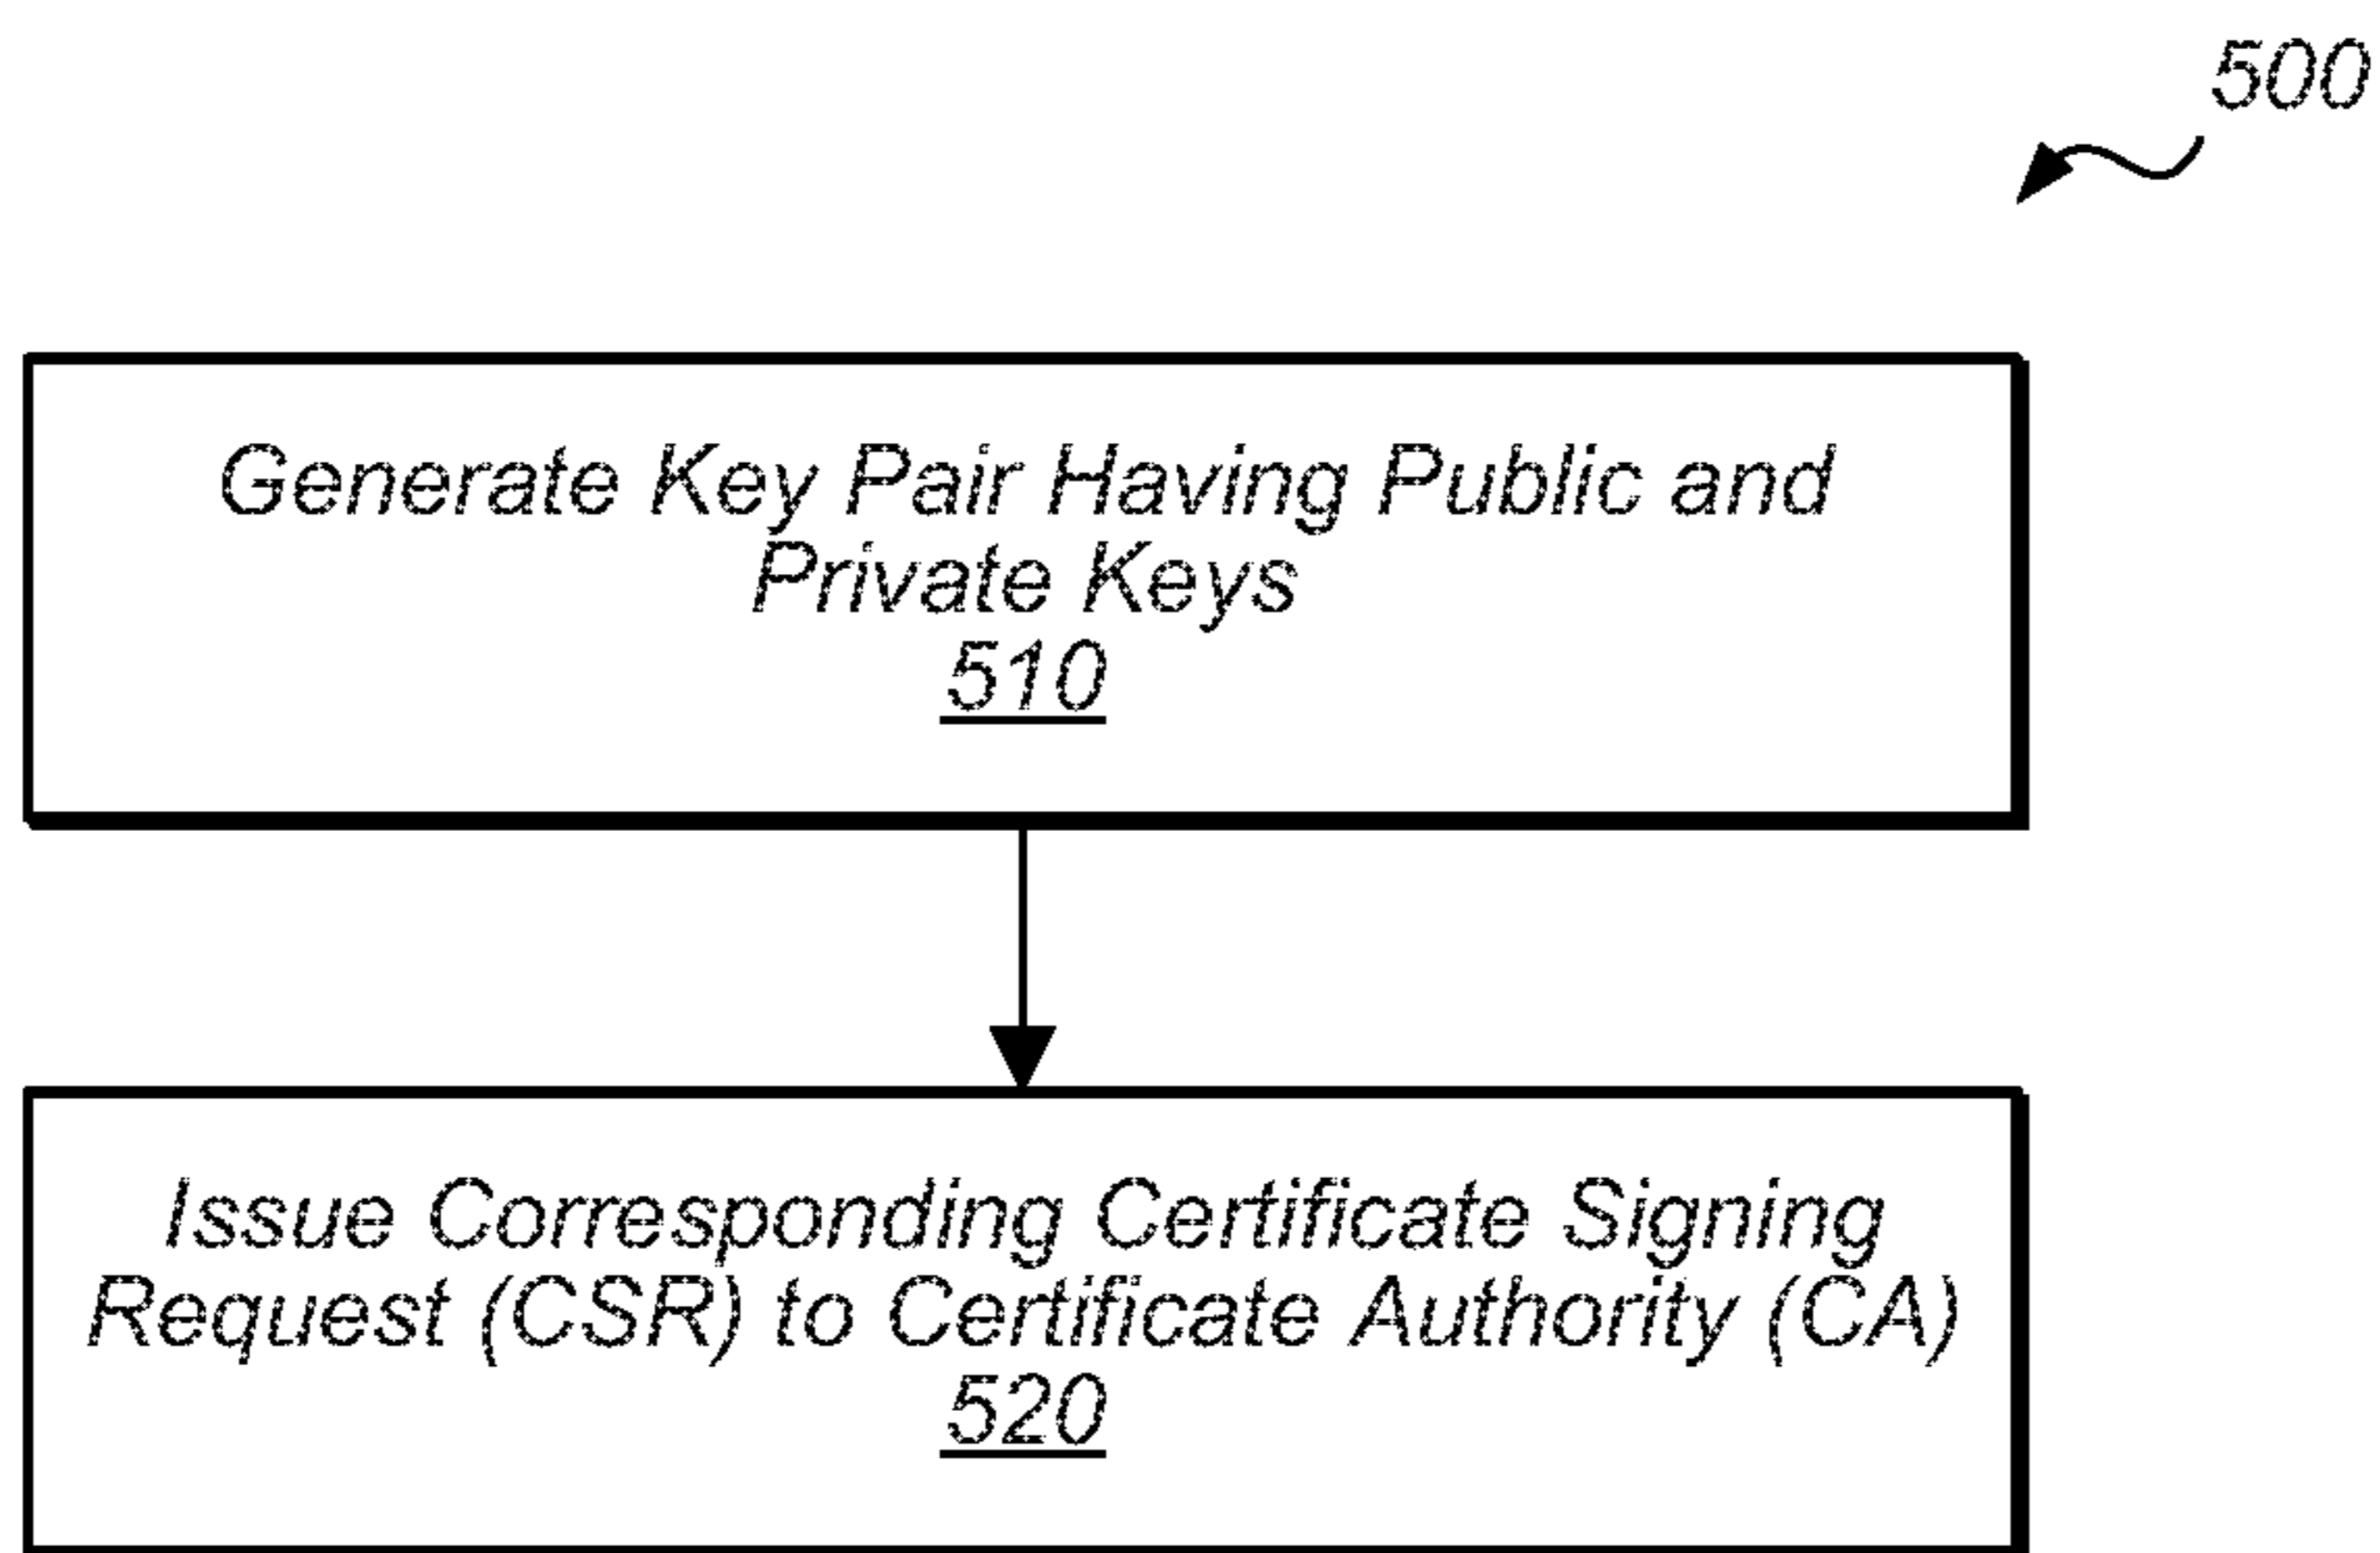 500
Generate Key Pair Having Public and
Private Keys
510
Issue Corresponding Certificate Signing
Request (CSR) to Certificate Authority (CA)
520